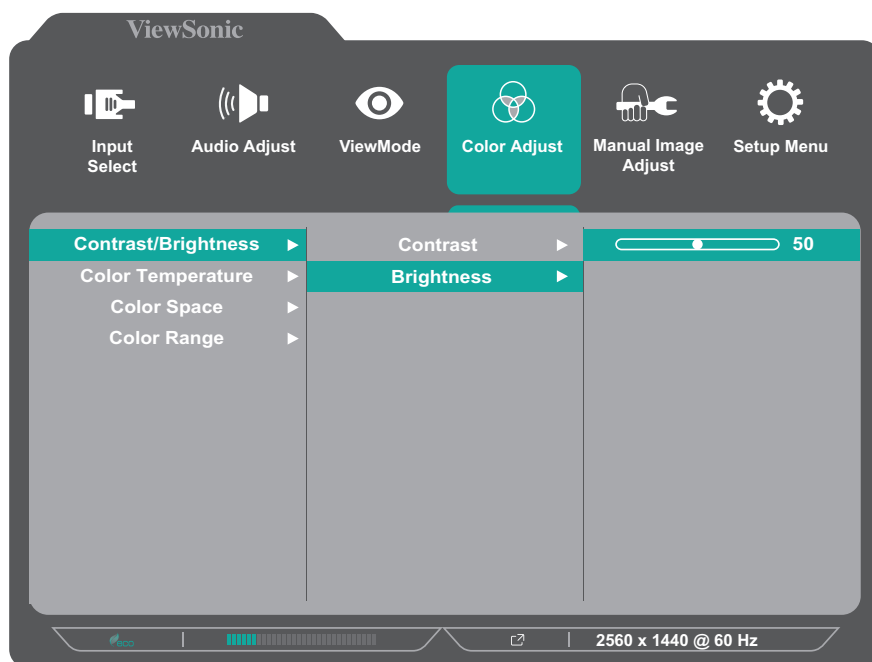 ViewSonic
Input Select
Audio Adjust
ViewMode
Color Adjust
Manual Image Adjust
Setup Menu
Contrast/Brightness
Contrast
50
Color Temperature
Brightness
Color Space
Color Range
eco
2560 x 1440 @ 60 Hz